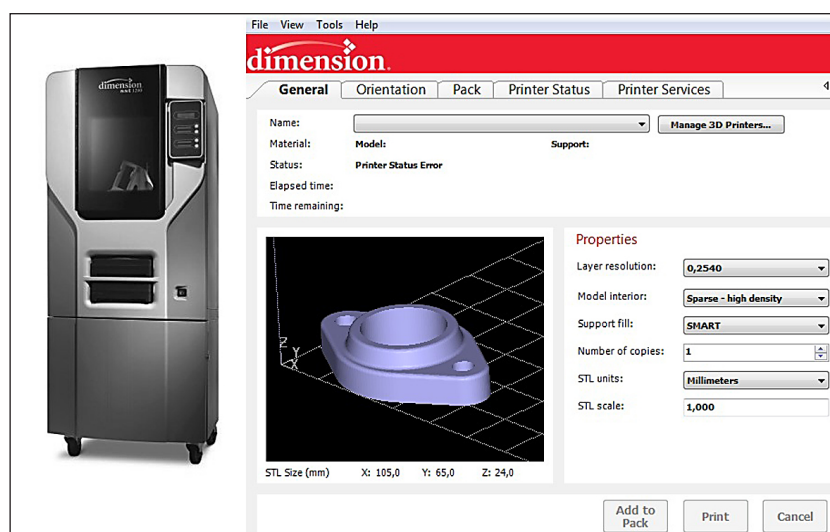 dimension
File View Tools Help
dimension
General Orientation Pack Printer Status Printer Services
Name: Manage 3D Printers...
Material: Model: Support:
Status: Printer Status Error
Elapsed time:
Time remaining:
Properties
Layer resolution: 0,2540
Model interior: Sparse - high density
Support fill: SMART
Number of copies: 1
STL units: Millimeters
STL scale: 1,000
Z
Y
X
STL Size (mm) X: 105,0 Y: 65,0 Z: 24,0
Add to
Pack
Print
Cancel